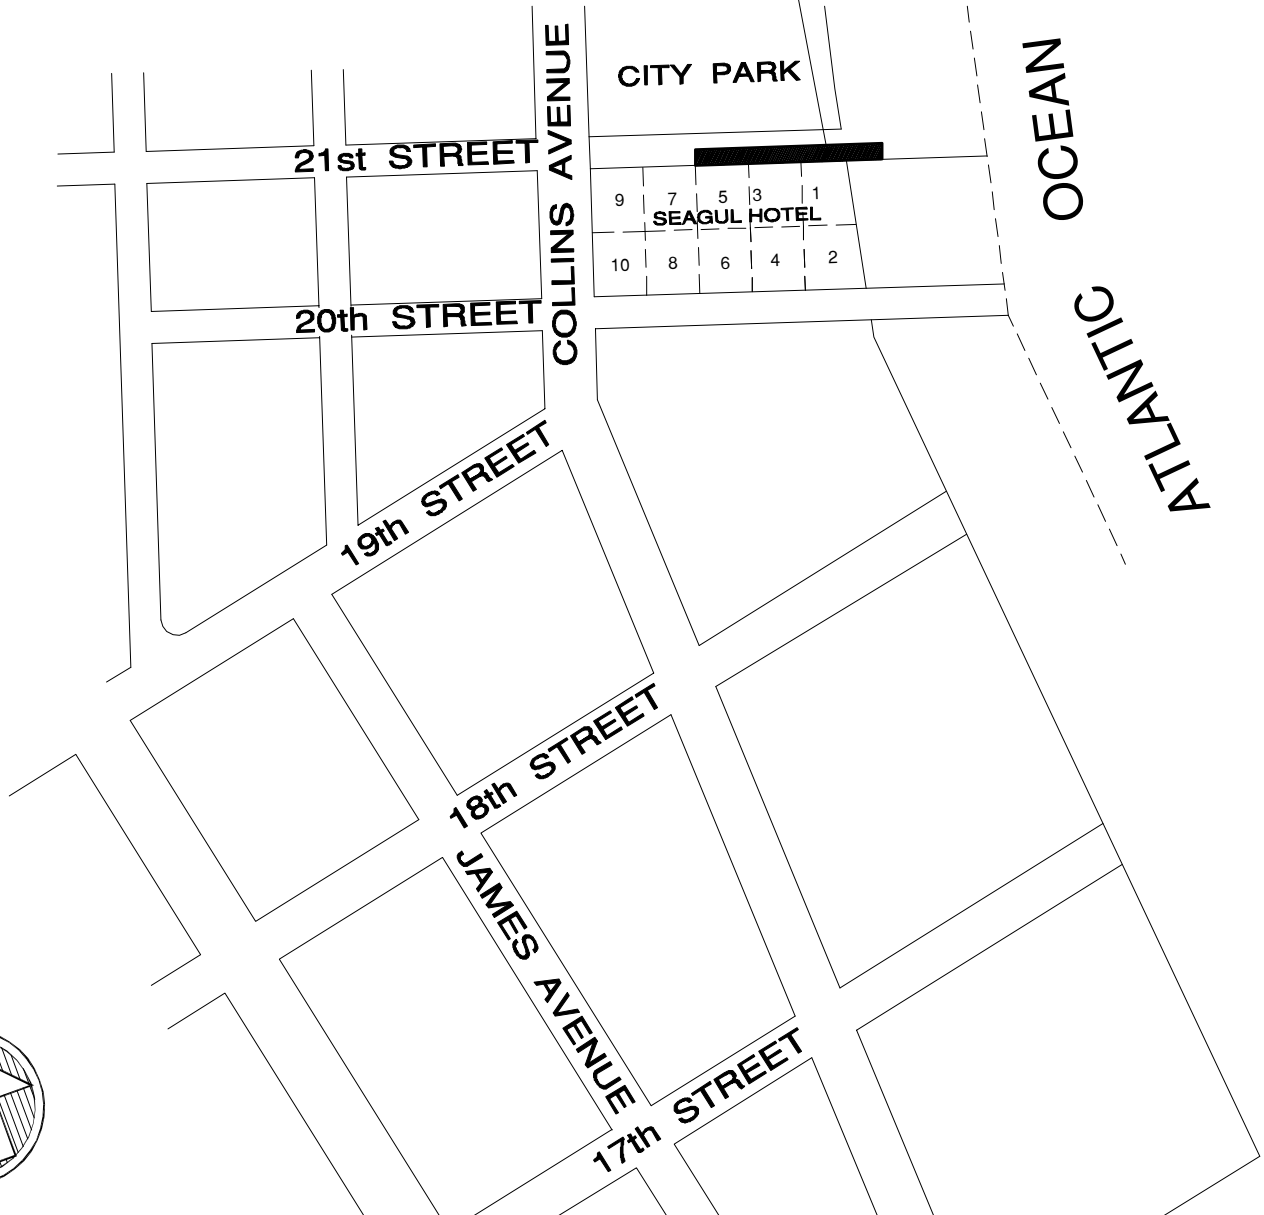 COLLINS AVENUE
CITY PARK
ATLANTIC OCEAN
21st STREET
9 7 5 3 1
SEAGUL HOTEL
10 8 6 4 2
20th STREET
19th STREET
18th STREET
JAMES AVENUE
17th STREET